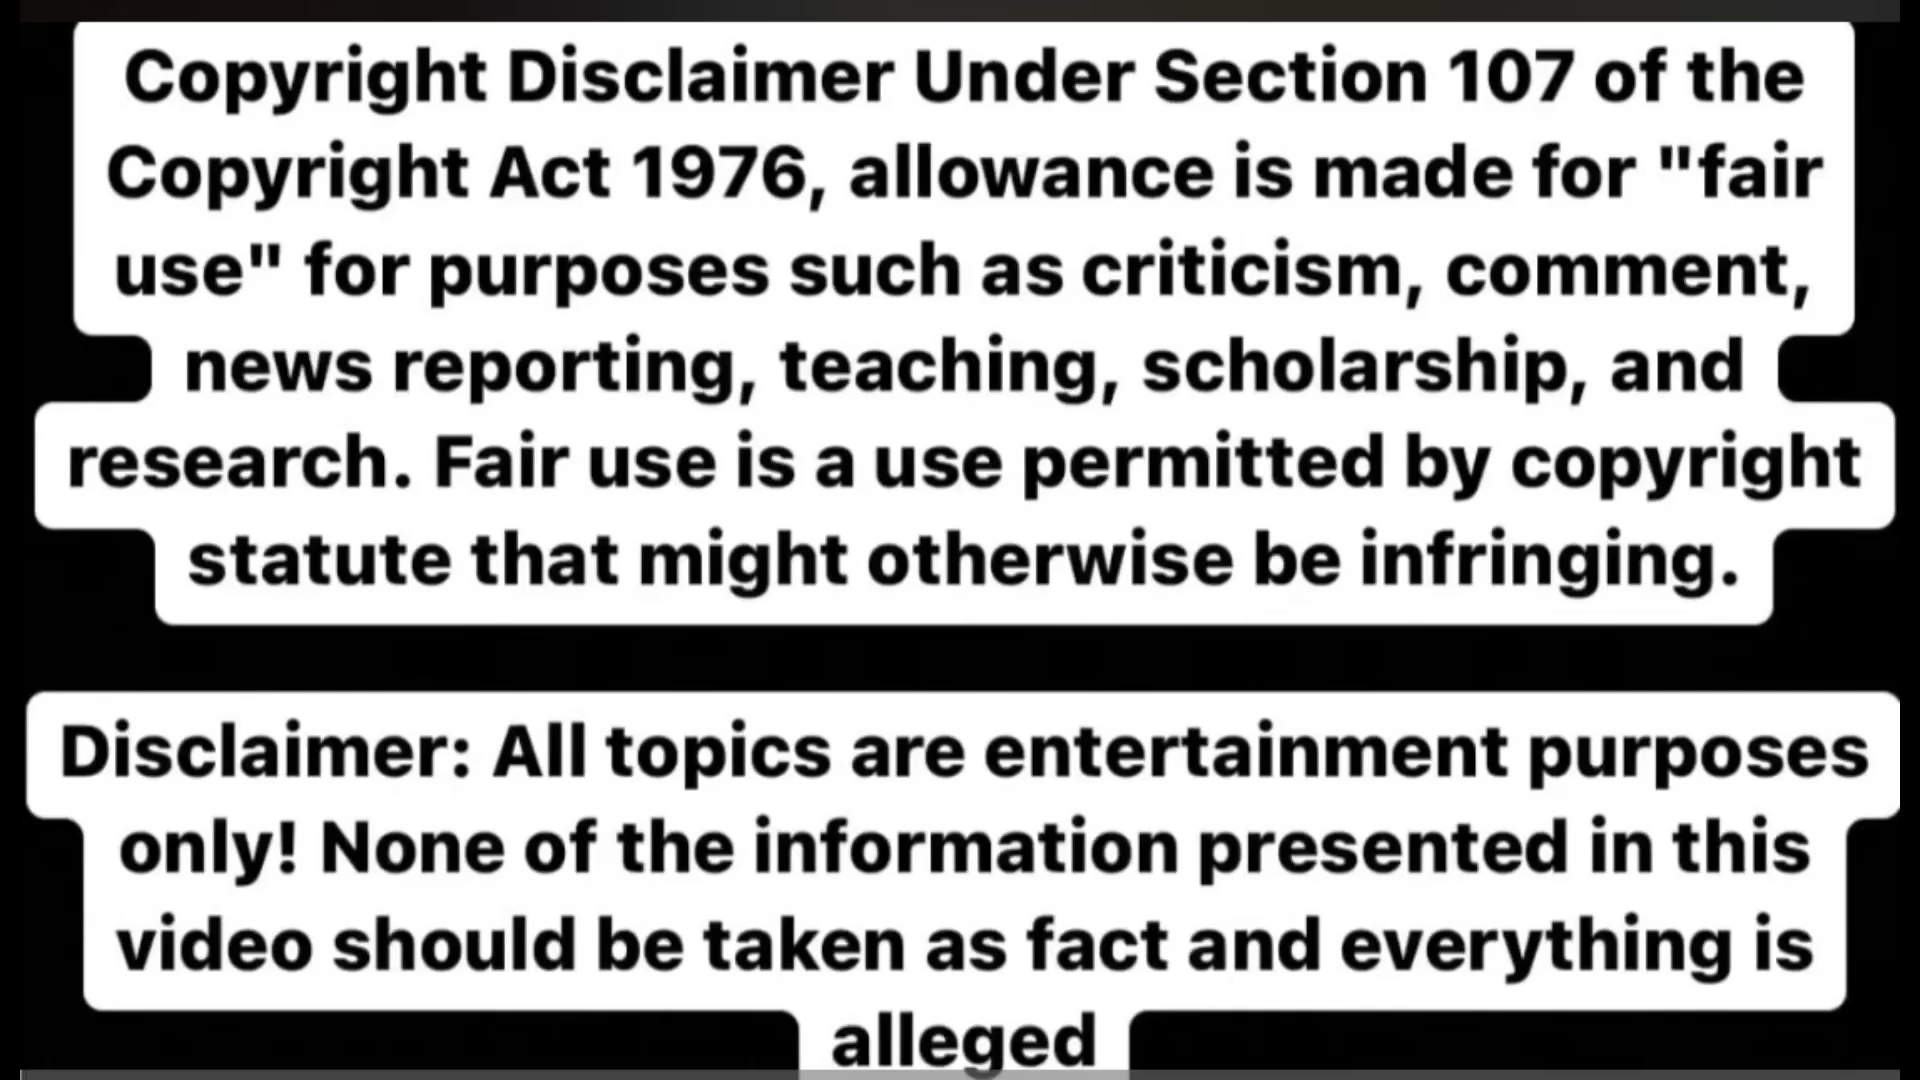 Copyright Disclaimer Under Section 107 of the
Copyright Act 1976, allowance is made for "fair
use" for purposes such as criticism, comment,
news reporting, teaching, scholarship, and
research. Fair use is a use permitted by copyright
statute that might otherwise be infringing.
Disclaimer: All topics are entertainment purposes
only! None of the information presented in this
video should be taken as fact and everything is
alleged